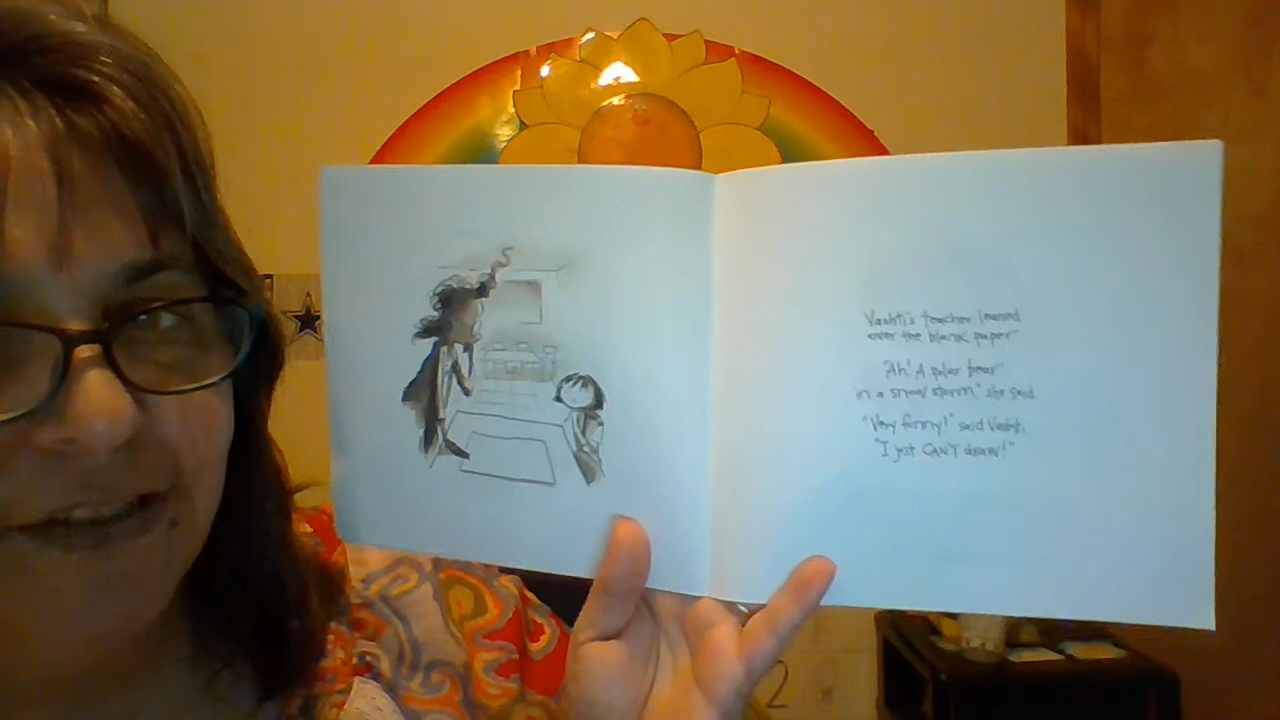 Vashti's teacher leaned
over the blank paper
"Ah! A polar bear
in a snow storm," she said.
"Very funny!" said Vashti.
"I just CAN'T draw!"
2